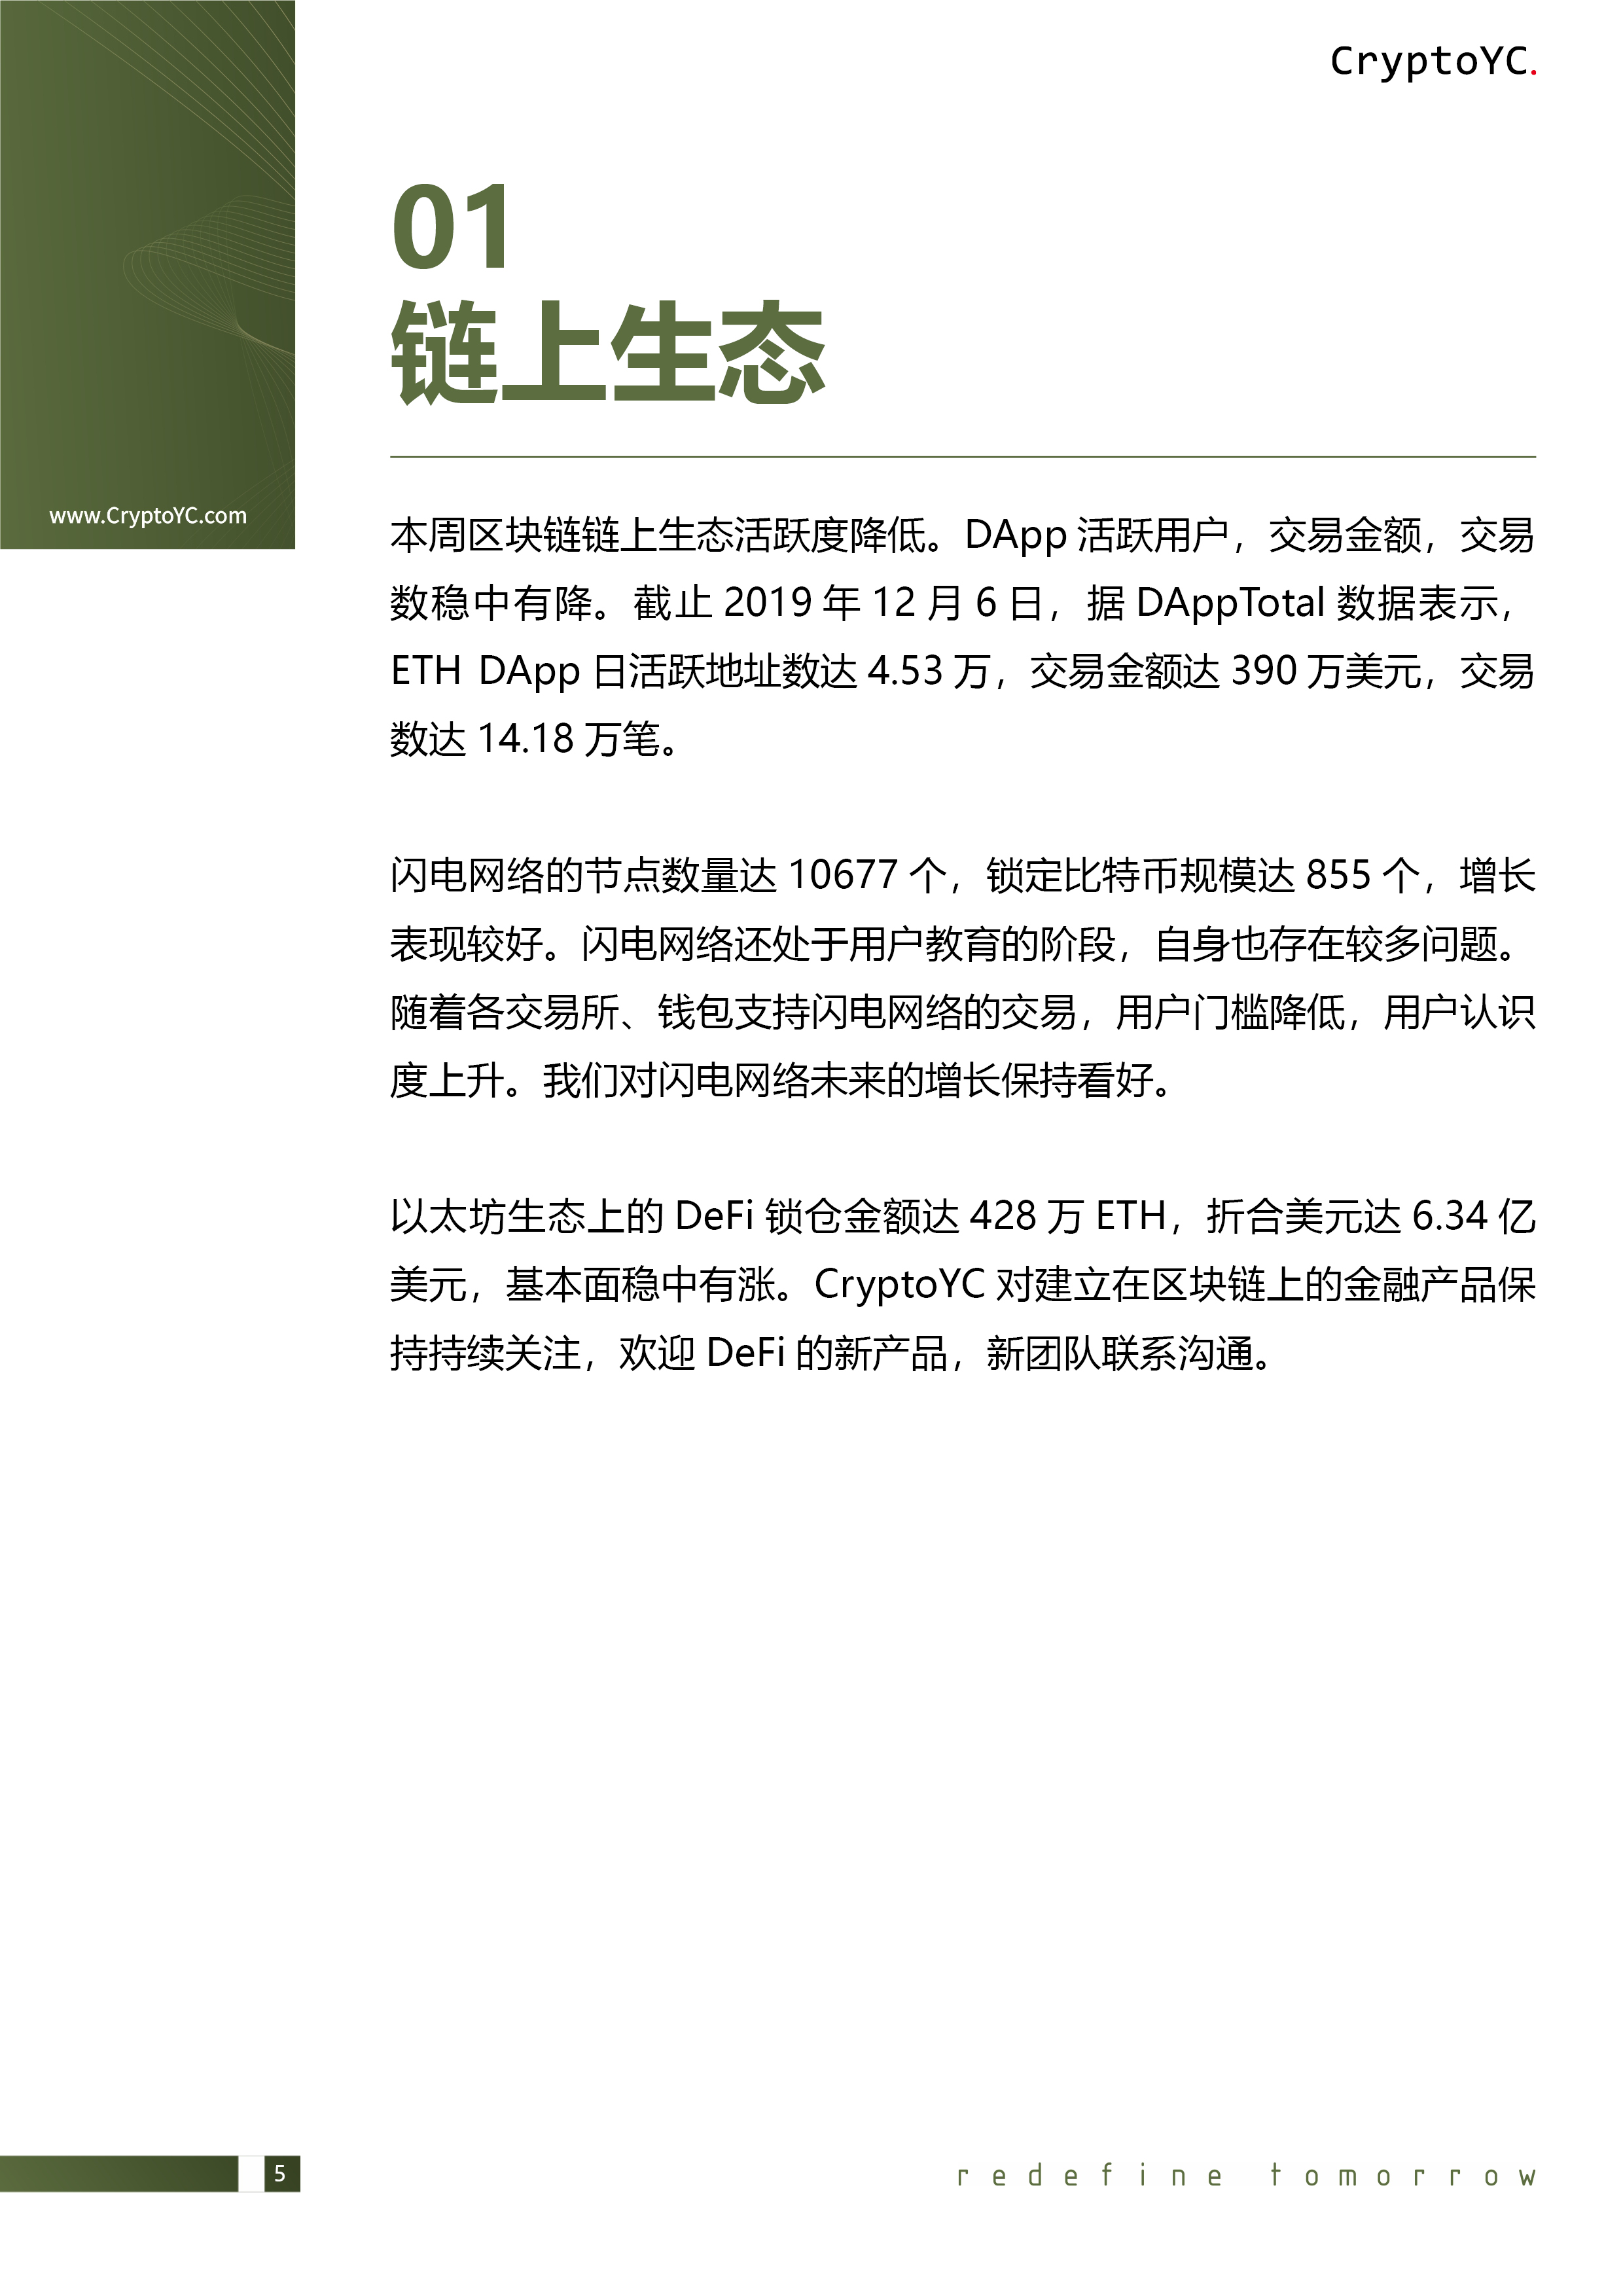 CryptoYC.
01
链上生态
www.CryptoYC.com
本周区块链链上生态活跃度降低。DApp 活跃用户，交易金额，交易
数稳中有降。截止 2019 年 12 月 6 日，据 DAppTotal 数据表示，
ETH DApp 日活跃地址数达 4.53 万，交易金额达 390 万美元，交易
数达 14.18 万笔。
闪电网络的节点数量达 10677 个，锁定比特币规模达 855 个，增长
表现较好。闪电网络还处于用户教育的阶段，自身也存在较多问题。
随着各交易所、钱包支持闪电网络的交易，用户门槛降低，用户认识
度上升。我们对闪电网络未来的增长保持看好。
以太坊生态上的 DeFi 锁仓金额达 428 万 ETH，折合美元达 6.34 亿
美元，基本面稳中有涨。CryptoYC 对建立在区块链上的金融产品保
持持续关注，欢迎 DeFi 的新产品，新团队联系沟通。
5
redefine tomorrow